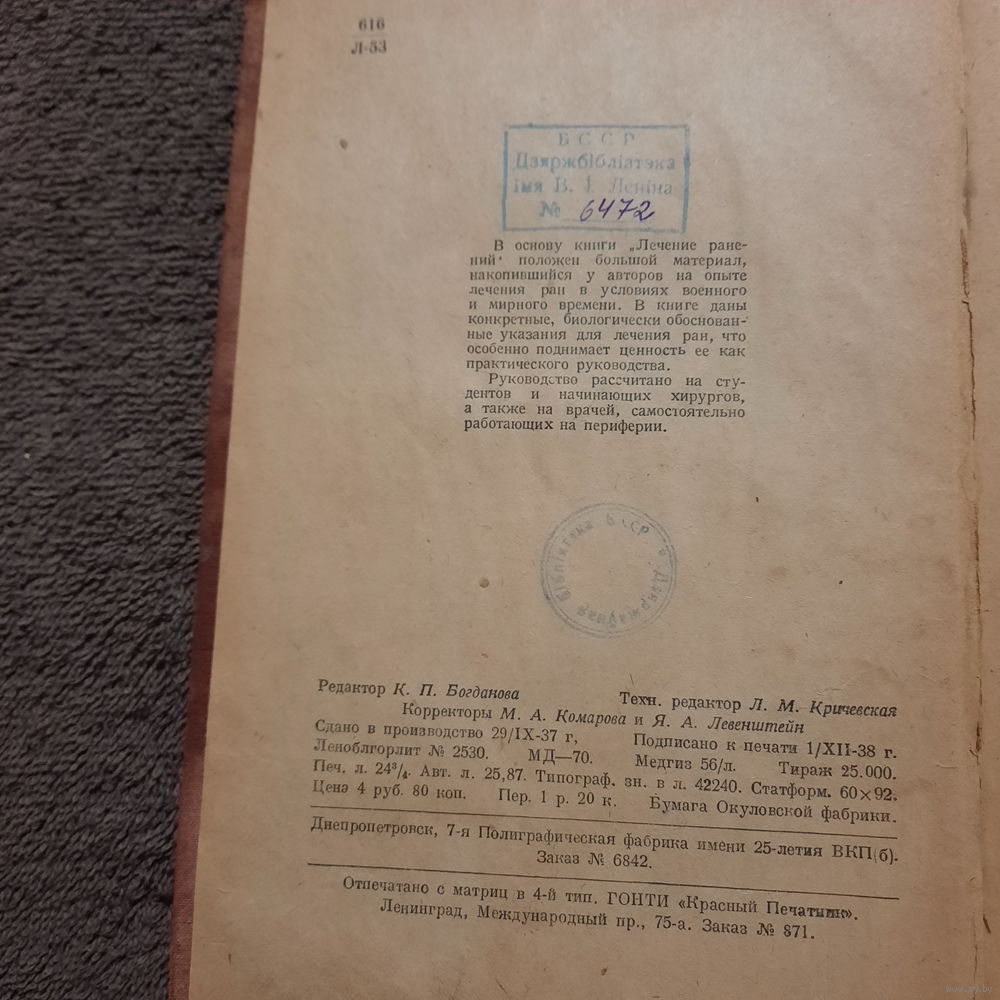 616
Л-53
БССР
Дзяржбібліятэка
імя В. І. Леніна
№ 6472
В основу книги „Лечение ране-
ний" положен большой материал,
накопившийся у авторов на опыте
лечения ран в условиях военного
и мирного времени. В книге даны
конкретные, биологически обоснован-
ные указания для лечения ран, что
особенно поднимает ценность ее как
практического руководства.
Руководство рассчитано на сту-
дентов и начинающих хирургов,
а также на врачей, самостоятельно
работающих на периферии.
Дзяржаўная бібліятэка БССР
Редактор К. П. Богданова Техн. редактор Л. М. Кричевская
Корректоры М. А. Комарова и Я. А. Левенштейн
Сдано в производство 29/IX-37 г, Подписано к печати 1/XII-38 г.
Леноблгорлит № 2530. МД—70. Медгиз 56/л. Тираж 25.000.
Печ. л. 24³/₄. Авт. л. 25,87. Типограф. зн. в л. 42240. Статформ. 60×92.
Цена 4 руб. 80 коп. Пер. 1 р. 20 к. Бумага Окуловской фабрики.
Днепропетровск, 7-я Полиграфическая фабрика имени 25-летия ВКП(б).
Заказ № 6842.
Отпечатано с матриц в 4-й тип. ГОНТИ «Красный Печатник».
Ленинград, Международный пр., 75-а. Заказ № 871.
www.ay.by